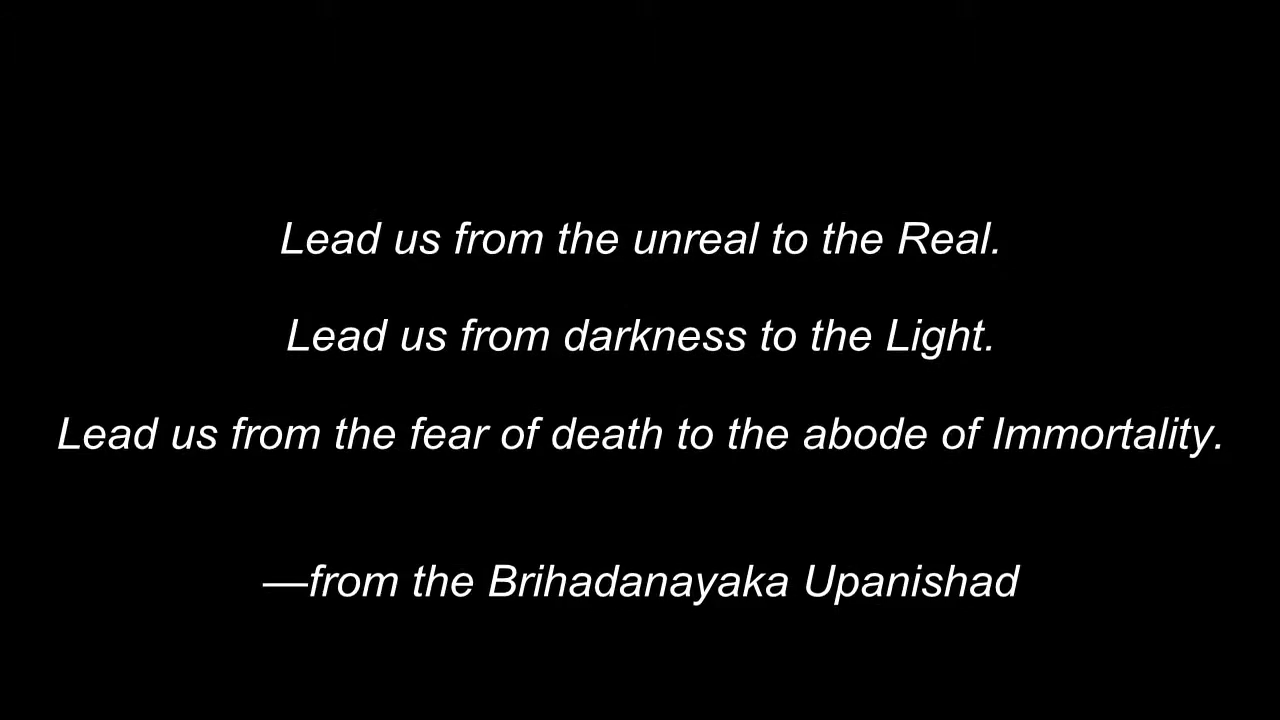 Lead us from the unreal to the Real.
Lead us from darkness to the Light.
Lead us from the fear of death to the abode of Immortality.
—from the Brihadanayaka Upanishad